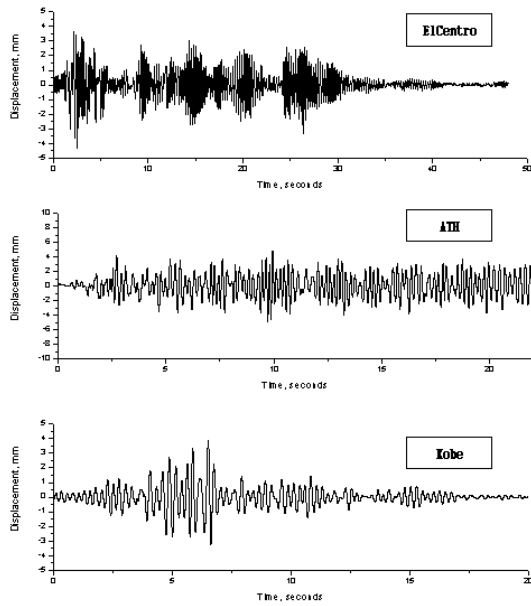 5
4
3
2
1
0
-1
-2
-3
-4
-5
Displacement, mm
ElCentro
0 10 20 30 40 50
Time, seconds
10
8
6
4
2
0
-2
-4
-6
-8
-10
Displacement, mm
ATH
0 5 10 15 20
Time, seconds
5
4
3
2
1
0
-1
-2
-3
-4
-5
Displacement, mm
Kobe
0 5 10 15 20
Time, seconds